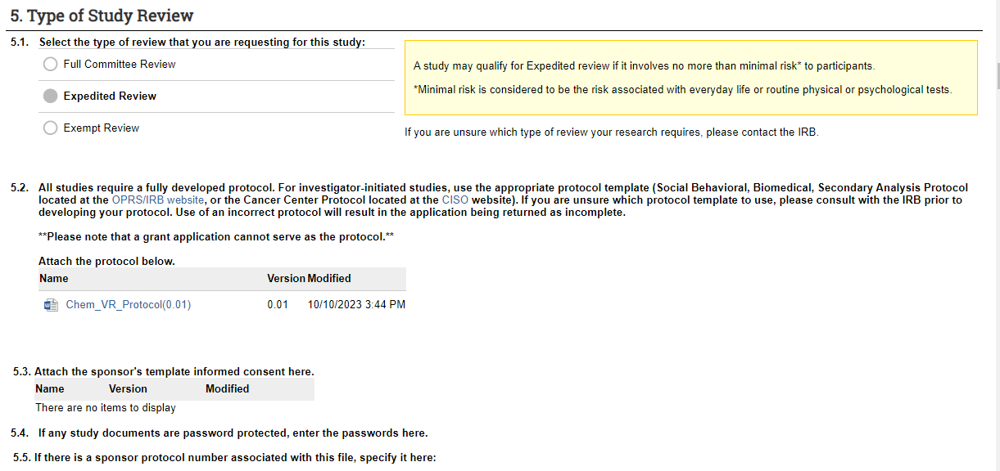 5. Type of Study Review
5.1. Select the type of review that you are requesting for this study:
Full Committee Review
Expedited Review
Exempt Review
A study may qualify for Expedited review if it involves no more than minimal risk* to participants.
*Minimal risk is considered to be the risk associated with everyday life or routine physical or psychological tests.
If you are unsure which type of review your research requires, please contact the IRB.
5.2. All studies require a fully developed protocol. For investigator-initiated studies, use the appropriate protocol template (Social Behavioral, Biomedical, Secondary Analysis Protocol
located at the OPRS/IRB website, or the Cancer Center Protocol located at the CISO website). If you are unsure which protocol template to use, please consult with the IRB prior to
developing your protocol. Use of an incorrect protocol will result in the application being returned as incomplete.
**Please note that a grant application cannot serve as the protocol.**
Attach the protocol below.
Name Version Modified
Chem_VR_Protocol(0.01) 0.01 10/10/2023 3:44 PM
5.3. Attach the sponsor's template informed consent here.
Name Version Modified
There are no items to display
5.4. If any study documents are password protected, enter the passwords here.
5.5. If there is a sponsor protocol number associated with this file, specify it here: